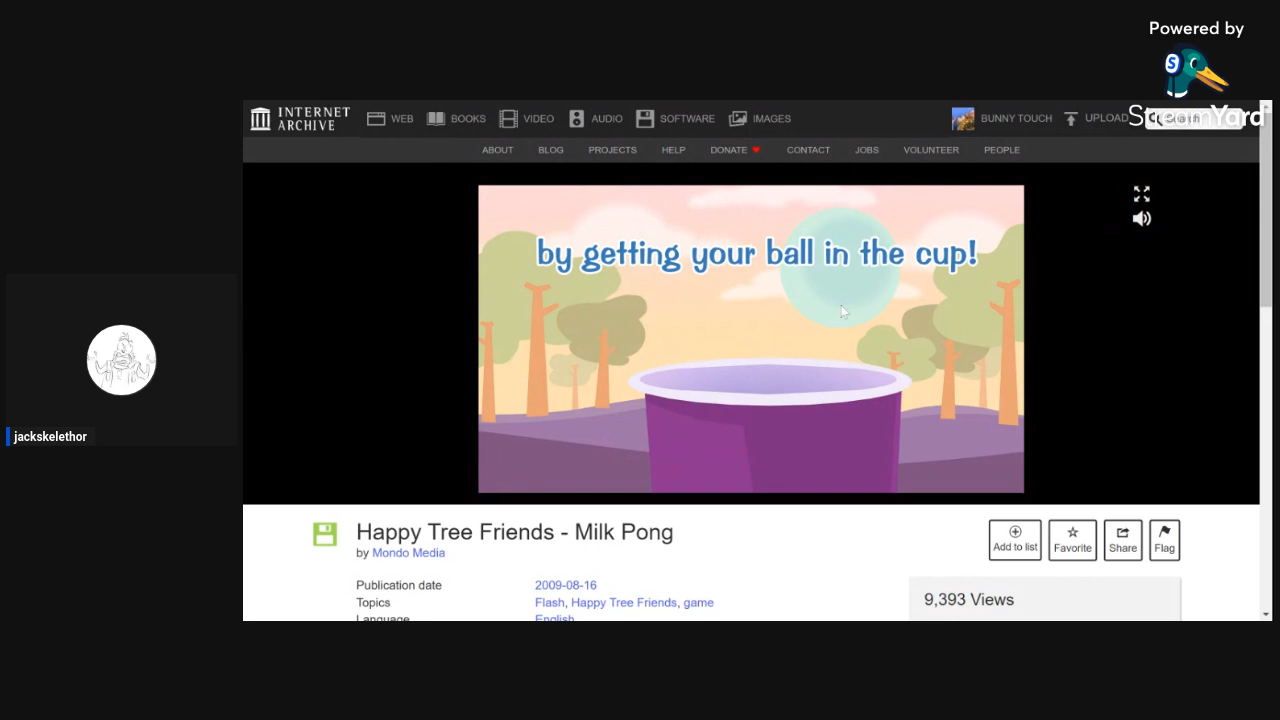 Powered by
StreamYard
INTERNET
ARCHIVE
WEB
BOOKS
VIDEO
AUDIO
SOFTWARE
IMAGES
BUNNY TOUCH
UPLOAD
ABOUT
BLOG
PROJECTS
HELP
DONATE
CONTACT
JOBS
VOLUNTEER
PEOPLE
by getting your ball in the cup!
jackskelethor
Happy Tree Friends - Milk Pong
by Mondo Media
Add to list
Favorite
Share
Flag
Publication date 2009-08-16
Topics Flash, Happy Tree Friends, game
Language English
9,393 Views